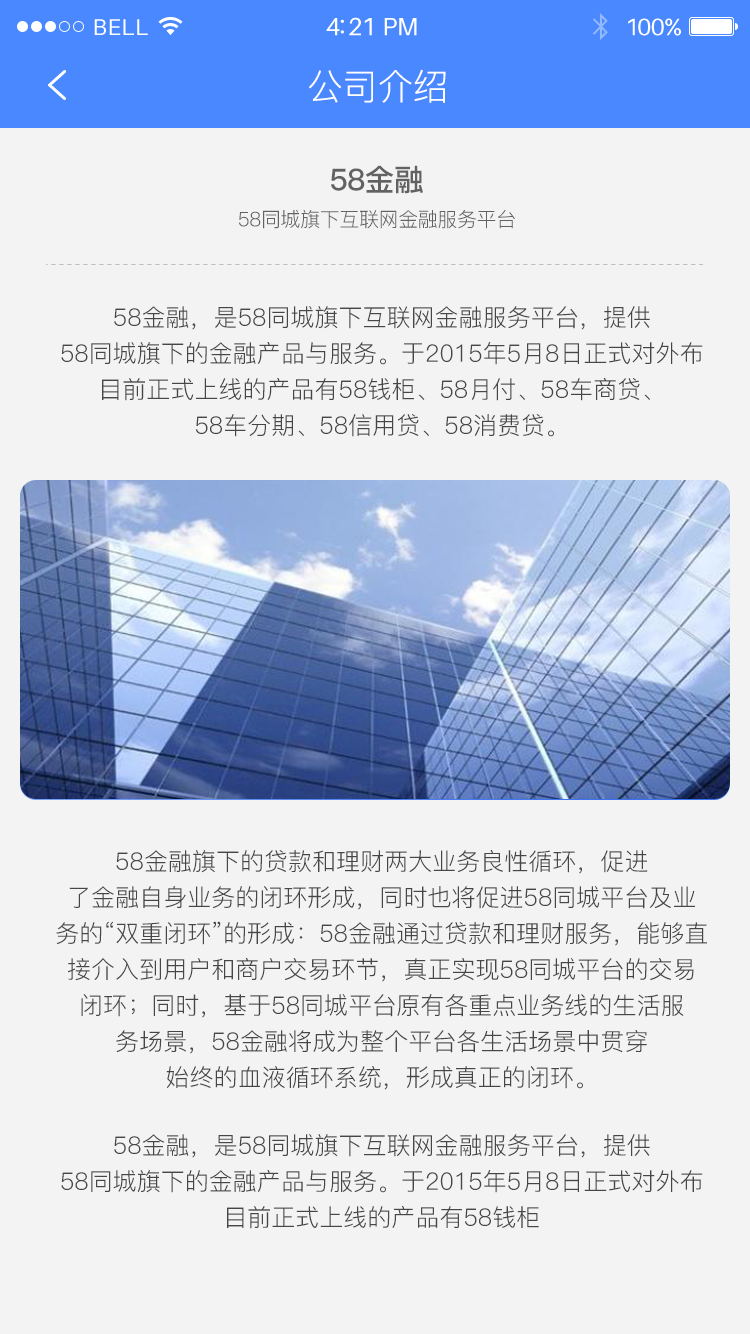 BELL 4:21 PM 100%
公司介绍
58金融
58同城旗下互联网金融服务平台
58金融，是58同城旗下互联网金融服务平台，提供
58同城旗下的金融产品与服务。于2015年5月8日正式对外布
目前正式上线的产品有58钱柜、58月付、58车商贷、
58车分期、58信用贷、58消费贷。
58金融旗下的贷款和理财两大业务良性循环，促进
了金融自身业务的闭环形成，同时也将促进58同城平台及业
务的“双重闭环”的形成：58金融通过贷款和理财服务，能够直
接介入到用户和商户交易环节，真正实现58同城平台的交易
闭环；同时，基于58同城平台原有各重点业务线的生活服
务场景，58金融将成为整个平台各生活场景中贯穿
始终的血液循环系统，形成真正的闭环。
58金融，是58同城旗下互联网金融服务平台，提供
58同城旗下的金融产品与服务。于2015年5月8日正式对外布
目前正式上线的产品有58钱柜